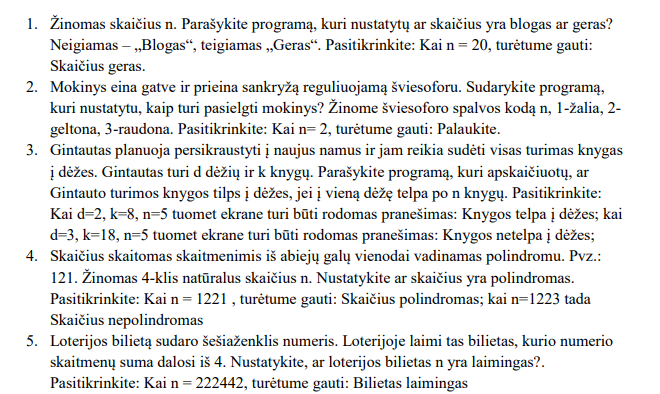 1. Žinomas skaičius n. Parašykite programą, kuri nustatytų ar skaičius yra blogas ar geras?
Neigiamas – „Blogas“, teigiamas „Geras“. Pasitikrinkite: Kai n = 20, turėtume gauti:
Skaičius geras.
2. Mokinys eina gatve ir prieina sankryžą reguliuojamą šviesoforu. Sudarykite programą,
kuri nustatytu, kaip turi pasielgti mokinys? Žinome šviesoforo spalvos kodą n, 1-žalia, 2-
geltona, 3-raudona. Pasitikrinkite: Kai n= 2, turėtume gauti: Palaukite.
3. Gintautas planuoja persikraustyti į naujus namus ir jam reikia sudėti visas turimas knygas
į dėžes. Gintautas turi d dėžių ir k knygų. Parašykite programą, kuri apskaičiuotų, ar
Gintauto turimos knygos tilps į dėžes, jei į vieną dėžę telpa po n knygų. Pasitikrinkite:
Kai d=2, k=8, n=5 tuomet ekrane turi būti rodomas pranešimas: Knygos telpa į dėžes; kai
d=3, k=18, n=5 tuomet ekrane turi būti rodomas pranešimas: Knygos netelpa į dėžes;
4. Skaičius skaitomas skaitmenimis iš abiejų galų vienodai vadinamas polindromu. Pvz.:
121. Žinomas 4-klis natūralus skaičius n. Nustatykite ar skaičius yra polindromas.
Pasitikrinkite: Kai n = 1221 , turėtume gauti: Skaičius polindromas; kai n=1223 tada
Skaičius nepolindromas
5. Loterijos bilietą sudaro šešiaženklis numeris. Loterijoje laimi tas bilietas, kurio numerio
skaitmenų suma dalosi iš 4. Nustatykite, ar loterijos bilietas n yra laimingas?.
Pasitikrinkite: Kai n = 222442, turėtume gauti: Bilietas laimingas